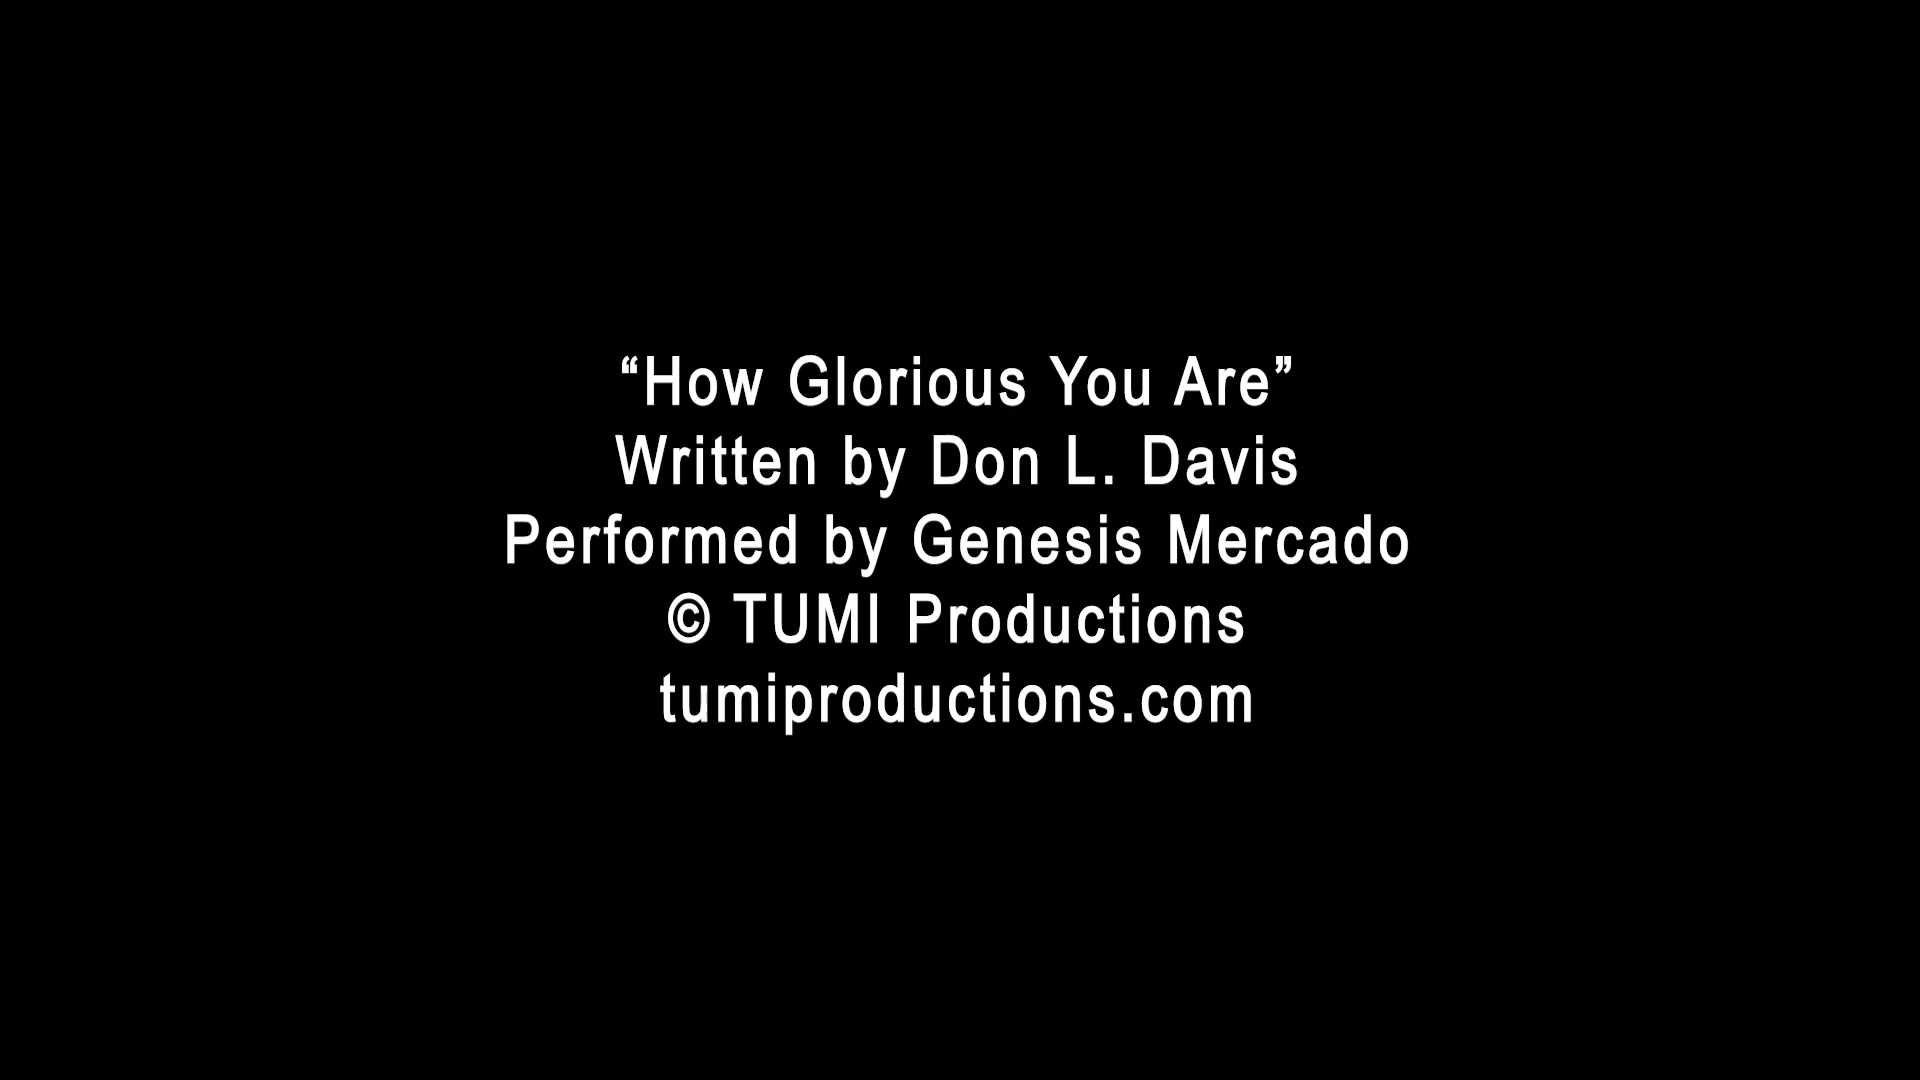 “How Glorious You Are”
Written by Don L. Davis
Performed by Genesis Mercado
© TUMI Productions
tumiproductions.com